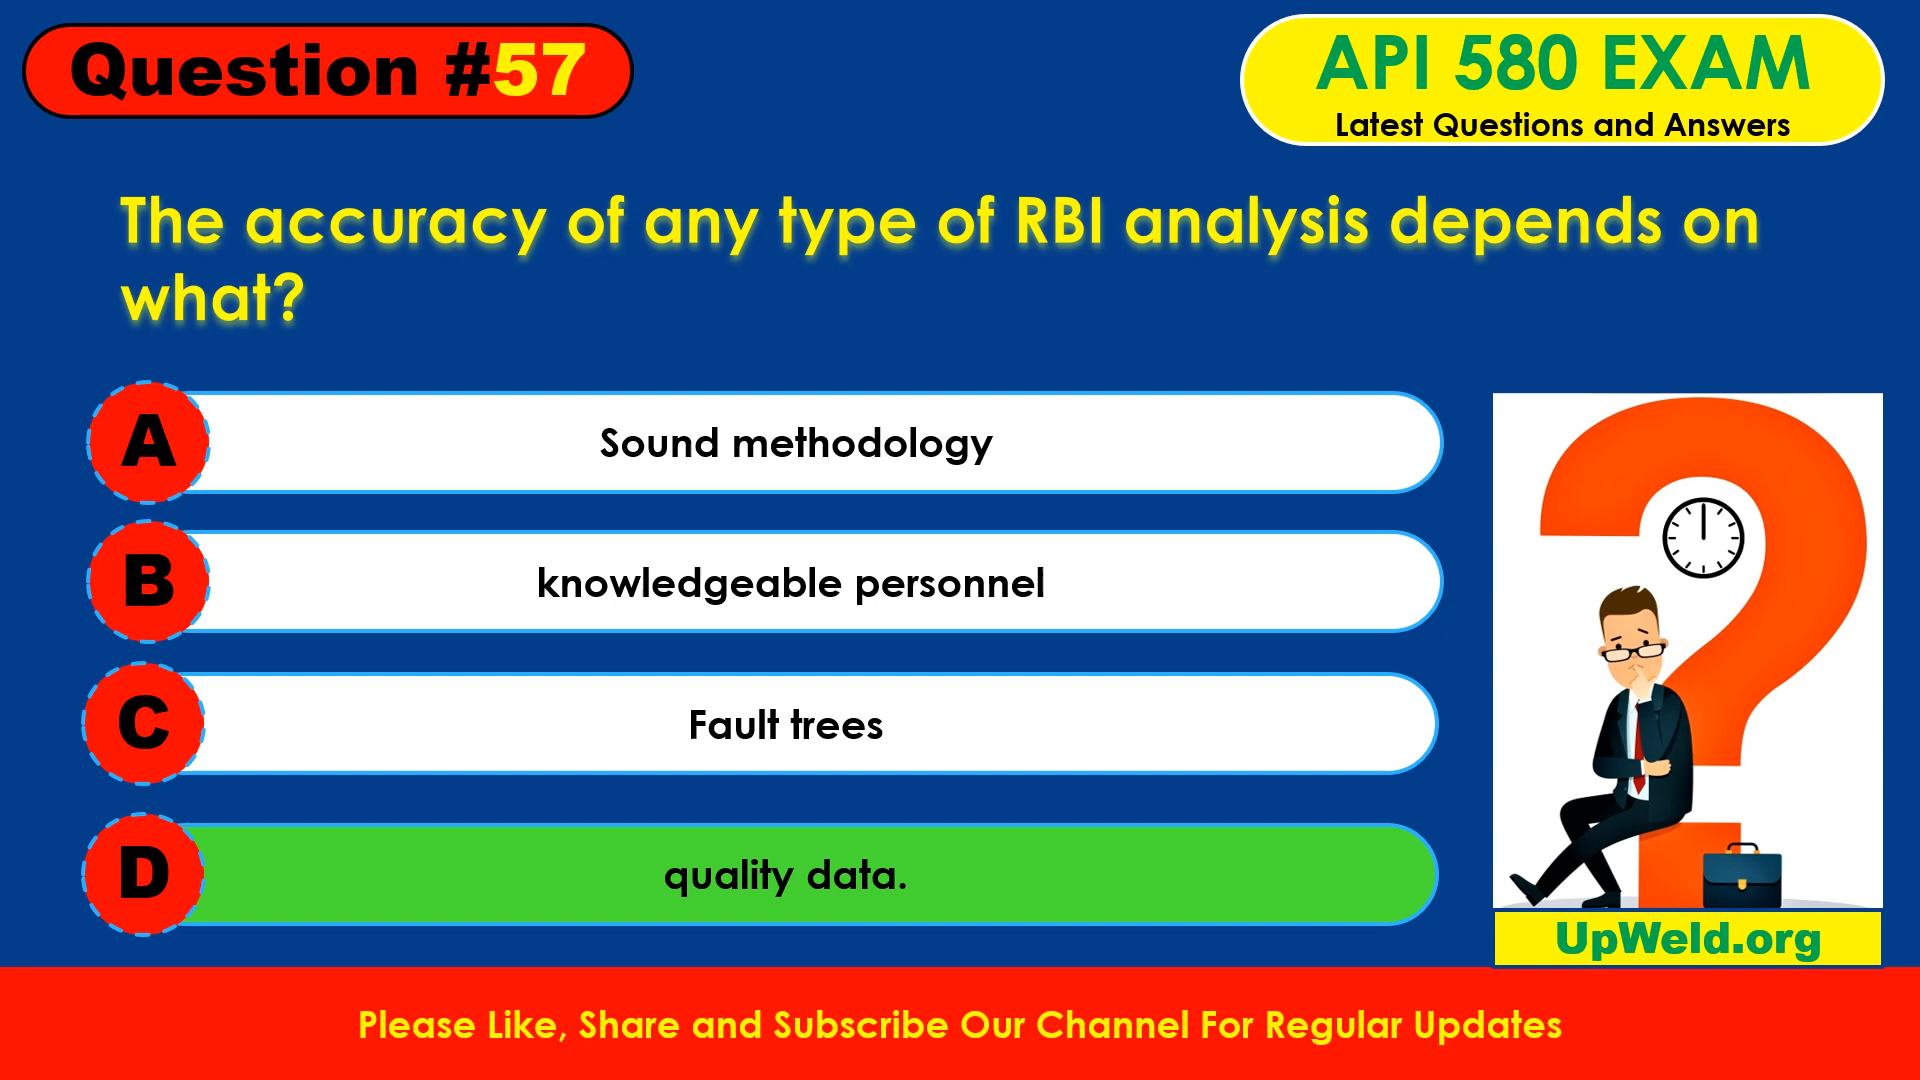 Question #57
API 580 EXAM
Latest Questions and Answers
The accuracy of any type of RBI analysis depends on
what?
A
Sound methodology
B
knowledgeable personnel
C
Fault trees
D
quality data.
UpWeld.org
Please Like, Share and Subscribe Our Channel For Regular Updates